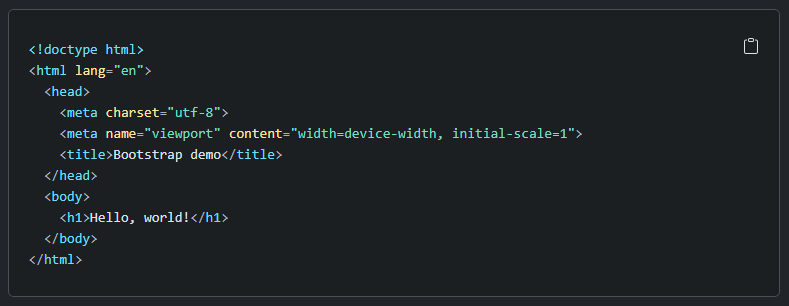 <!doctype html>
<html lang="en">
  <head>
    <meta charset="utf-8">
    <meta name="viewport" content="width=device-width, initial-scale=1">
    <title>Bootstrap demo</title>
  </head>
  <body>
    <h1>Hello, world!</h1>
  </body>
</html>